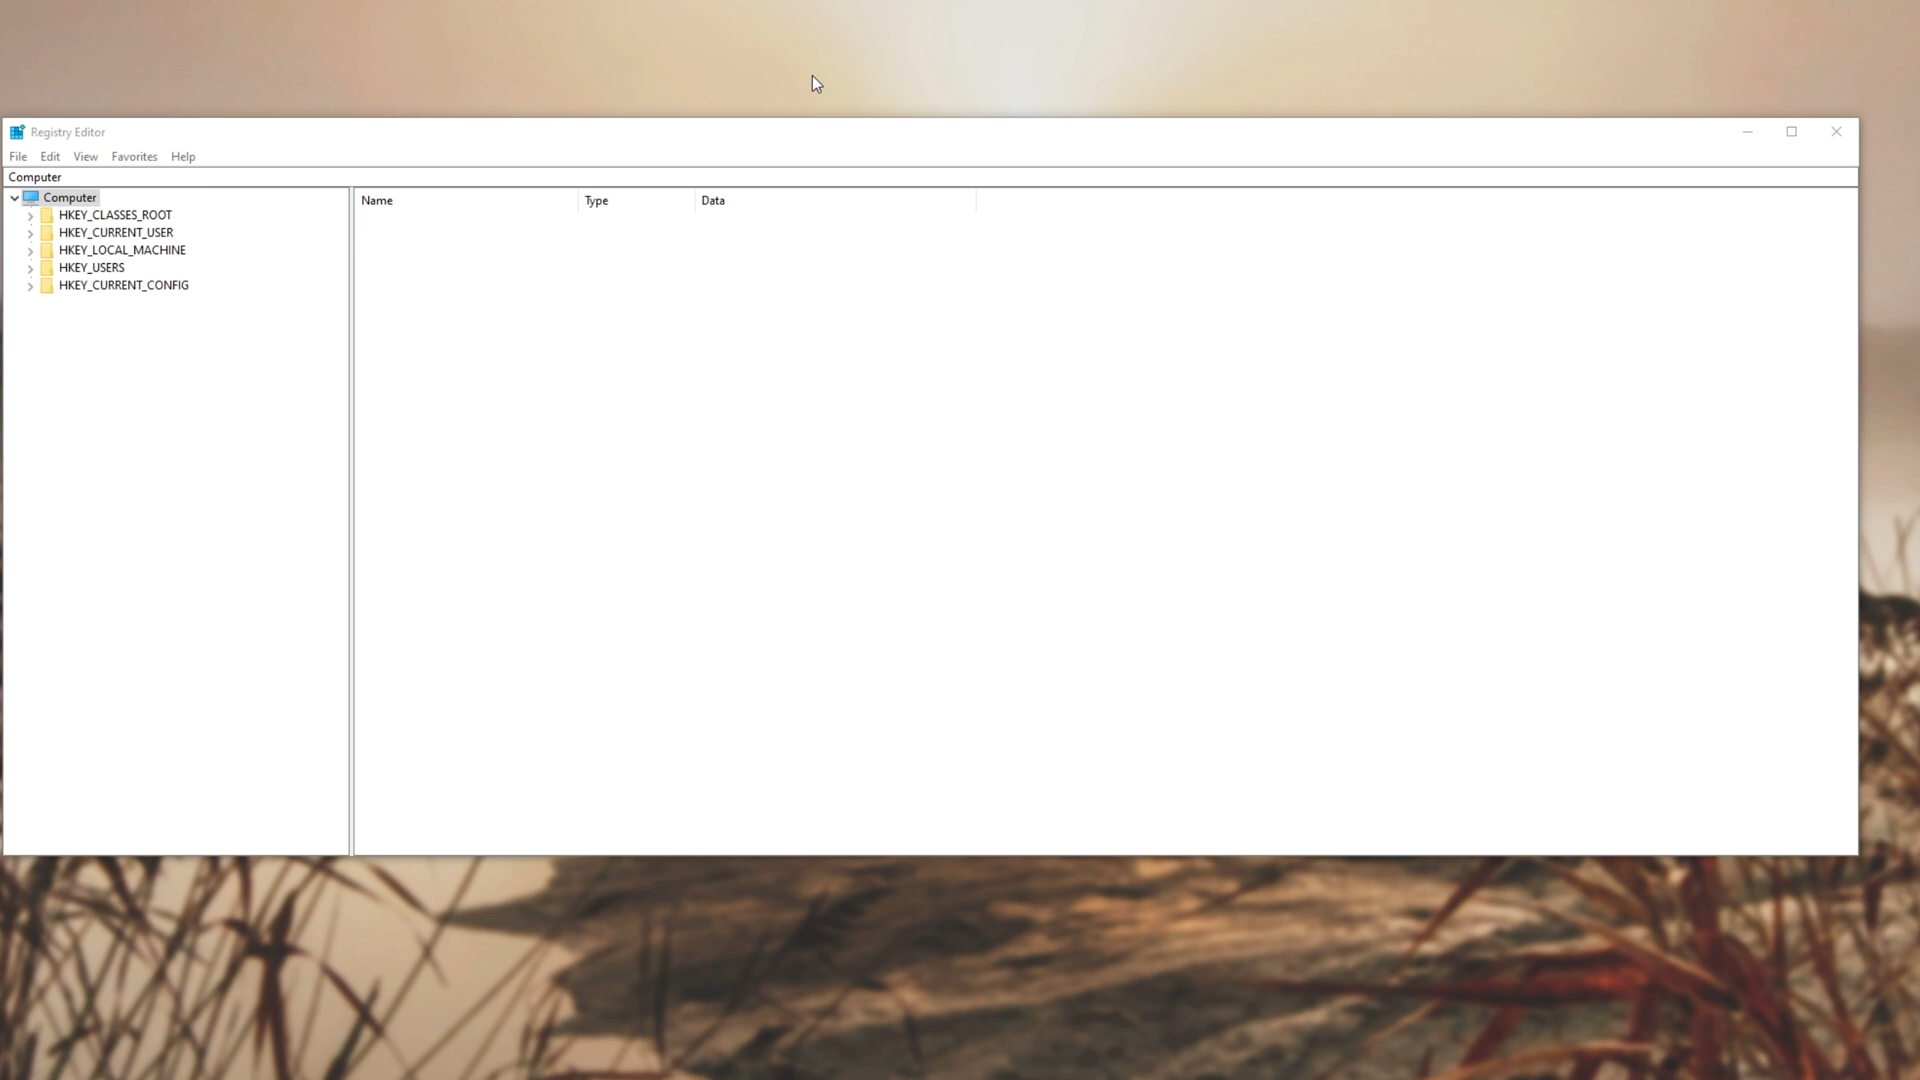 Registry Editor
File Edit View Favorites Help
Computer
Computer
HKEY_CLASSES_ROOT
HKEY_CURRENT_USER
HKEY_LOCAL_MACHINE
HKEY_USERS
HKEY_CURRENT_CONFIG
Name Type Data